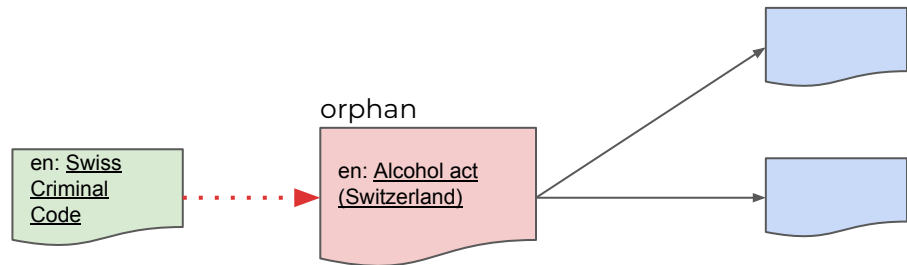 orphan
en: Swiss
Criminal
Code
en: Alcohol act
(Switzerland)